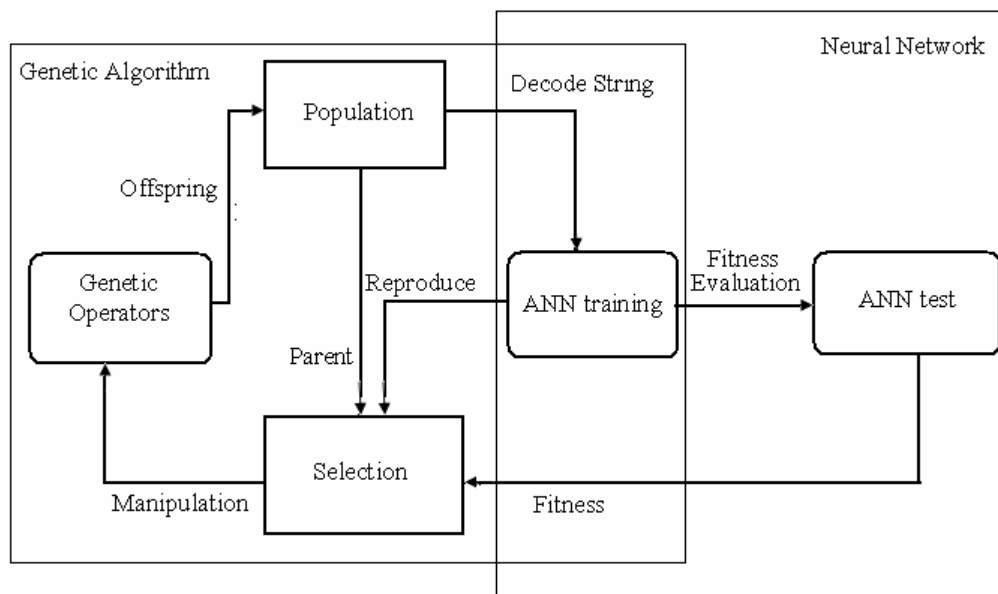 Neural Network
Genetic Algorithm
Decode String
Population
Offspring
Genetic
Operators
Reproduce
ANN training
Fitness
Evaluation
ANN test
Parent
Selection
Manipulation
Fitness